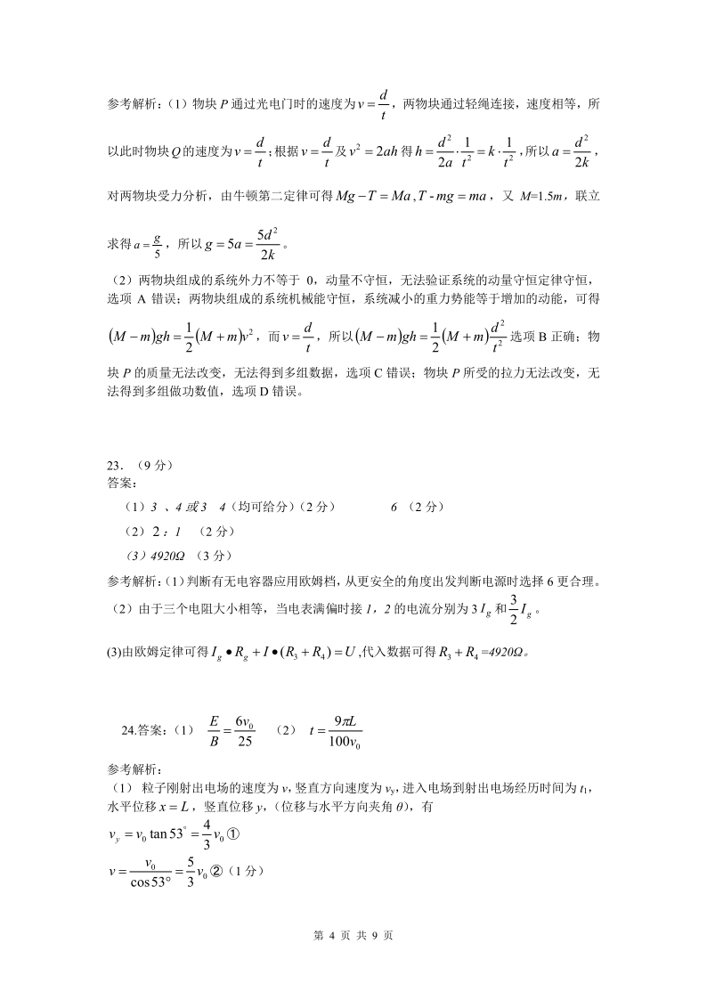 参考解析：（1）物块 P 通过光电门时的速度为 $v=\frac{d}{t}$ ，两物块通过轻绳连接，速度相等，所
以此时物块 Q 的速度为 $v=\frac{d}{t}$ ；根据 $v=\frac{d}{t}$ 及 $v^2=2ah$ 得 $h=\frac{d^2}{2a}\cdot\frac{1}{t^2}=k\cdot\frac{1}{t^2}$ ，所以 $a=\frac{d^2}{2k}$ ，
对两物块受力分析，由牛顿第二定律可得 $Mg-T=Ma$ , $T-mg=ma$ ，又 M=1.5m，联立
求得 $a=\frac{g}{5}$ ，所以 $g=5a=\frac{5d^2}{2k}$ 。
（2）两物块组成的系统外力不等于 0，动量不守恒，无法验证系统的动量守恒定律守恒，
选项 A 错误；两物块组成的系统机械能守恒，系统减小的重力势能等于增加的动能，可得
$(M-m)gh=\frac{1}{2}(M+m)v^2$ ，而 $v=\frac{d}{t}$ ，所以 $(M-m)gh=\frac{1}{2}(M+m)\frac{d^2}{t^2}$ 选项 B 正确；物
块 P 的质量无法改变，无法得到多组数据，选项 C 错误；物块 P 所受的拉力无法改变，无
法得到多组做功数值，选项 D 错误。
23．（9 分）
答案：
（1）3 、4 或 3 4（均可给分）（2 分） 6 （2 分）
（2） 2：1 （2 分）
（3）4920Ω （3 分）
参考解析：（1）判断有无电容器应用欧姆档，从更安全的角度出发判断电源时选择 6 更合理。
（2）由于三个电阻大小相等，当电表满偏时接 1，2 的电流分别为 3 $I_g$ 和 $\frac{3}{2}I_g$ 。
(3)由欧姆定律可得 $I_g\bullet R_g+I\bullet(R_3+R_4)=U$ ,代入数据可得 $R_3+R_4$ =4920Ω。
24.答案：（1） $\frac{E}{B}=\frac{6v_0}{25}$ （2） $t=\frac{9\pi L}{100v_0}$
参考解析：
（1） 粒子刚射出电场的速度为 v，竖直方向速度为 $v_y$，进入电场到射出电场经历时间为 $t_1$，
水平位移 $x=L$ ，竖直位移 y，（位移与水平方向夹角 θ），有
$v_y=v_0\tan 53^\circ=\frac{4}{3}v_0$ ①
$v=\frac{v_0}{\cos 53^\circ}=\frac{5}{3}v_0$ ②（1 分）
第 4 页 共 9 页